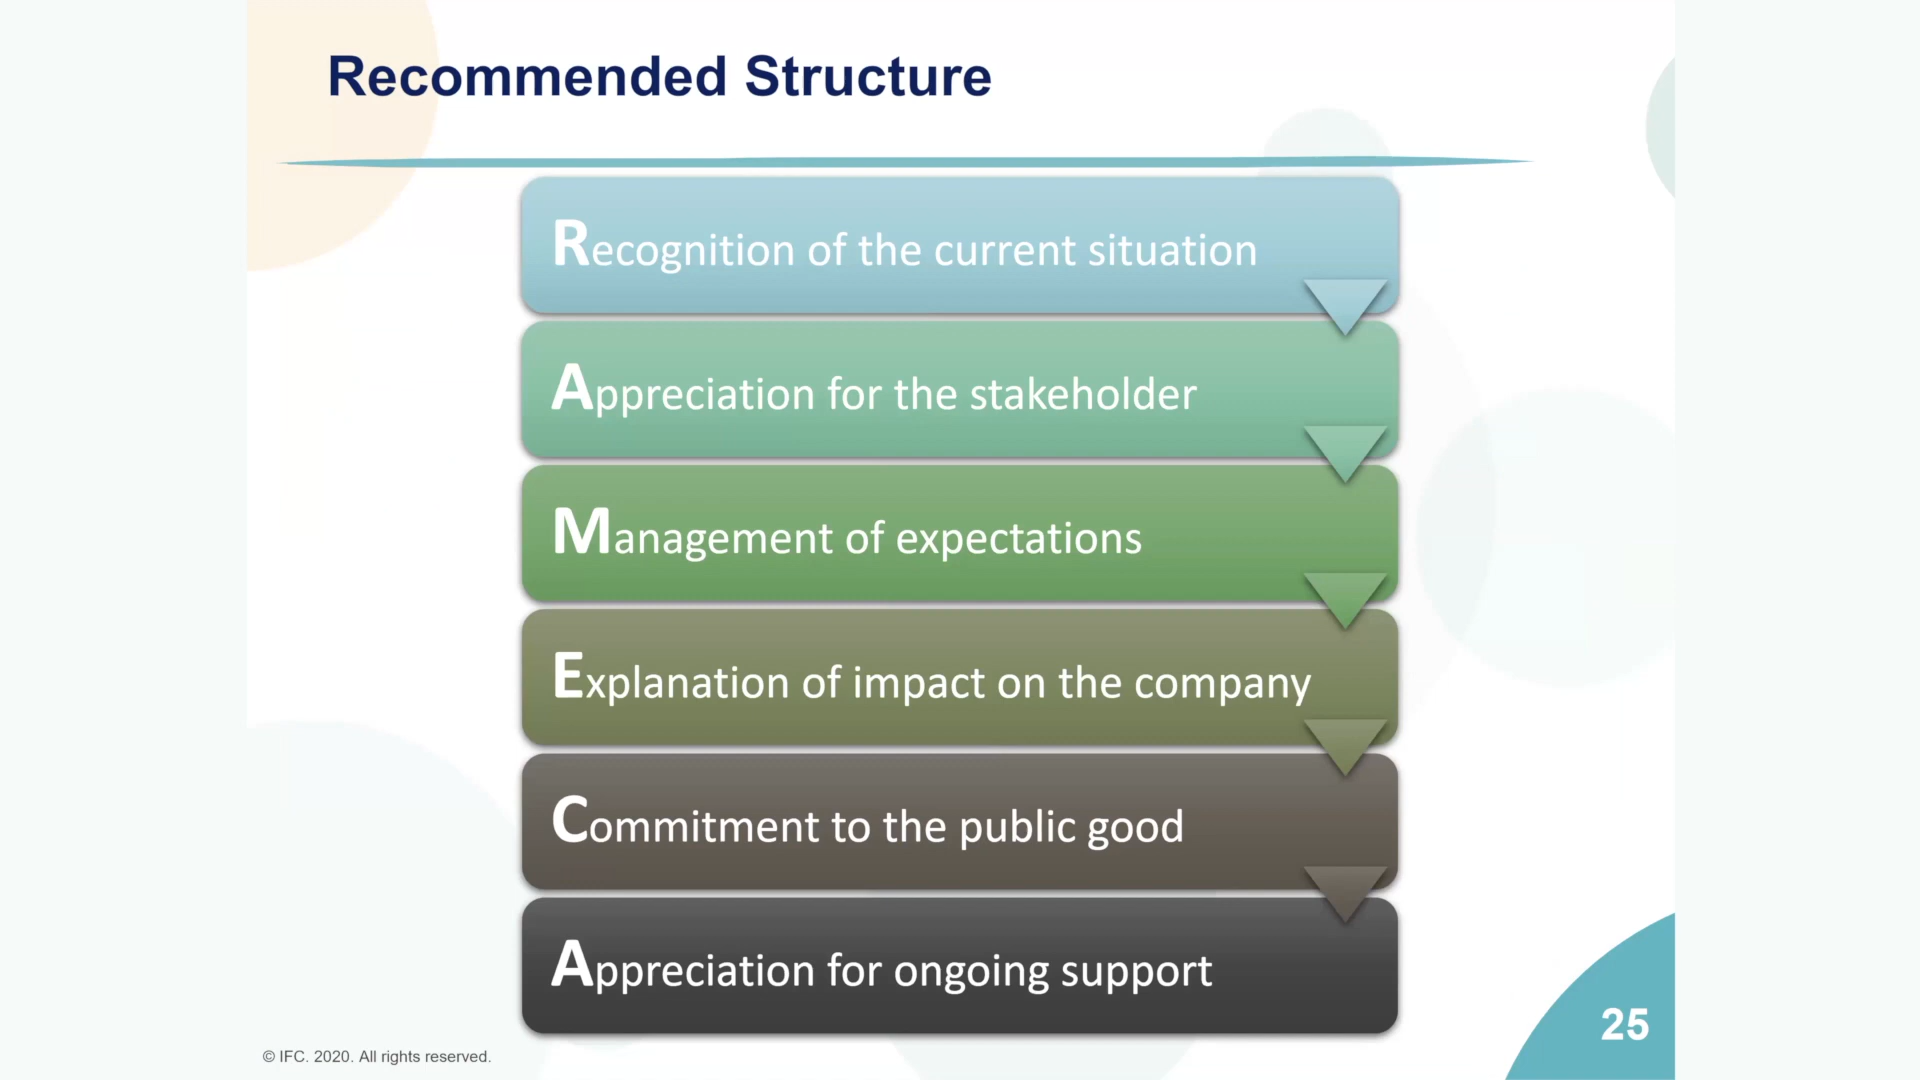 Recommended Structure
Recognition of the current situation
Appreciation for the stakeholder
Management of expectations
Explanation of impact on the company
Commitment to the public good
Appreciation for ongoing support
© IFC. 2020. All rights reserved.
25